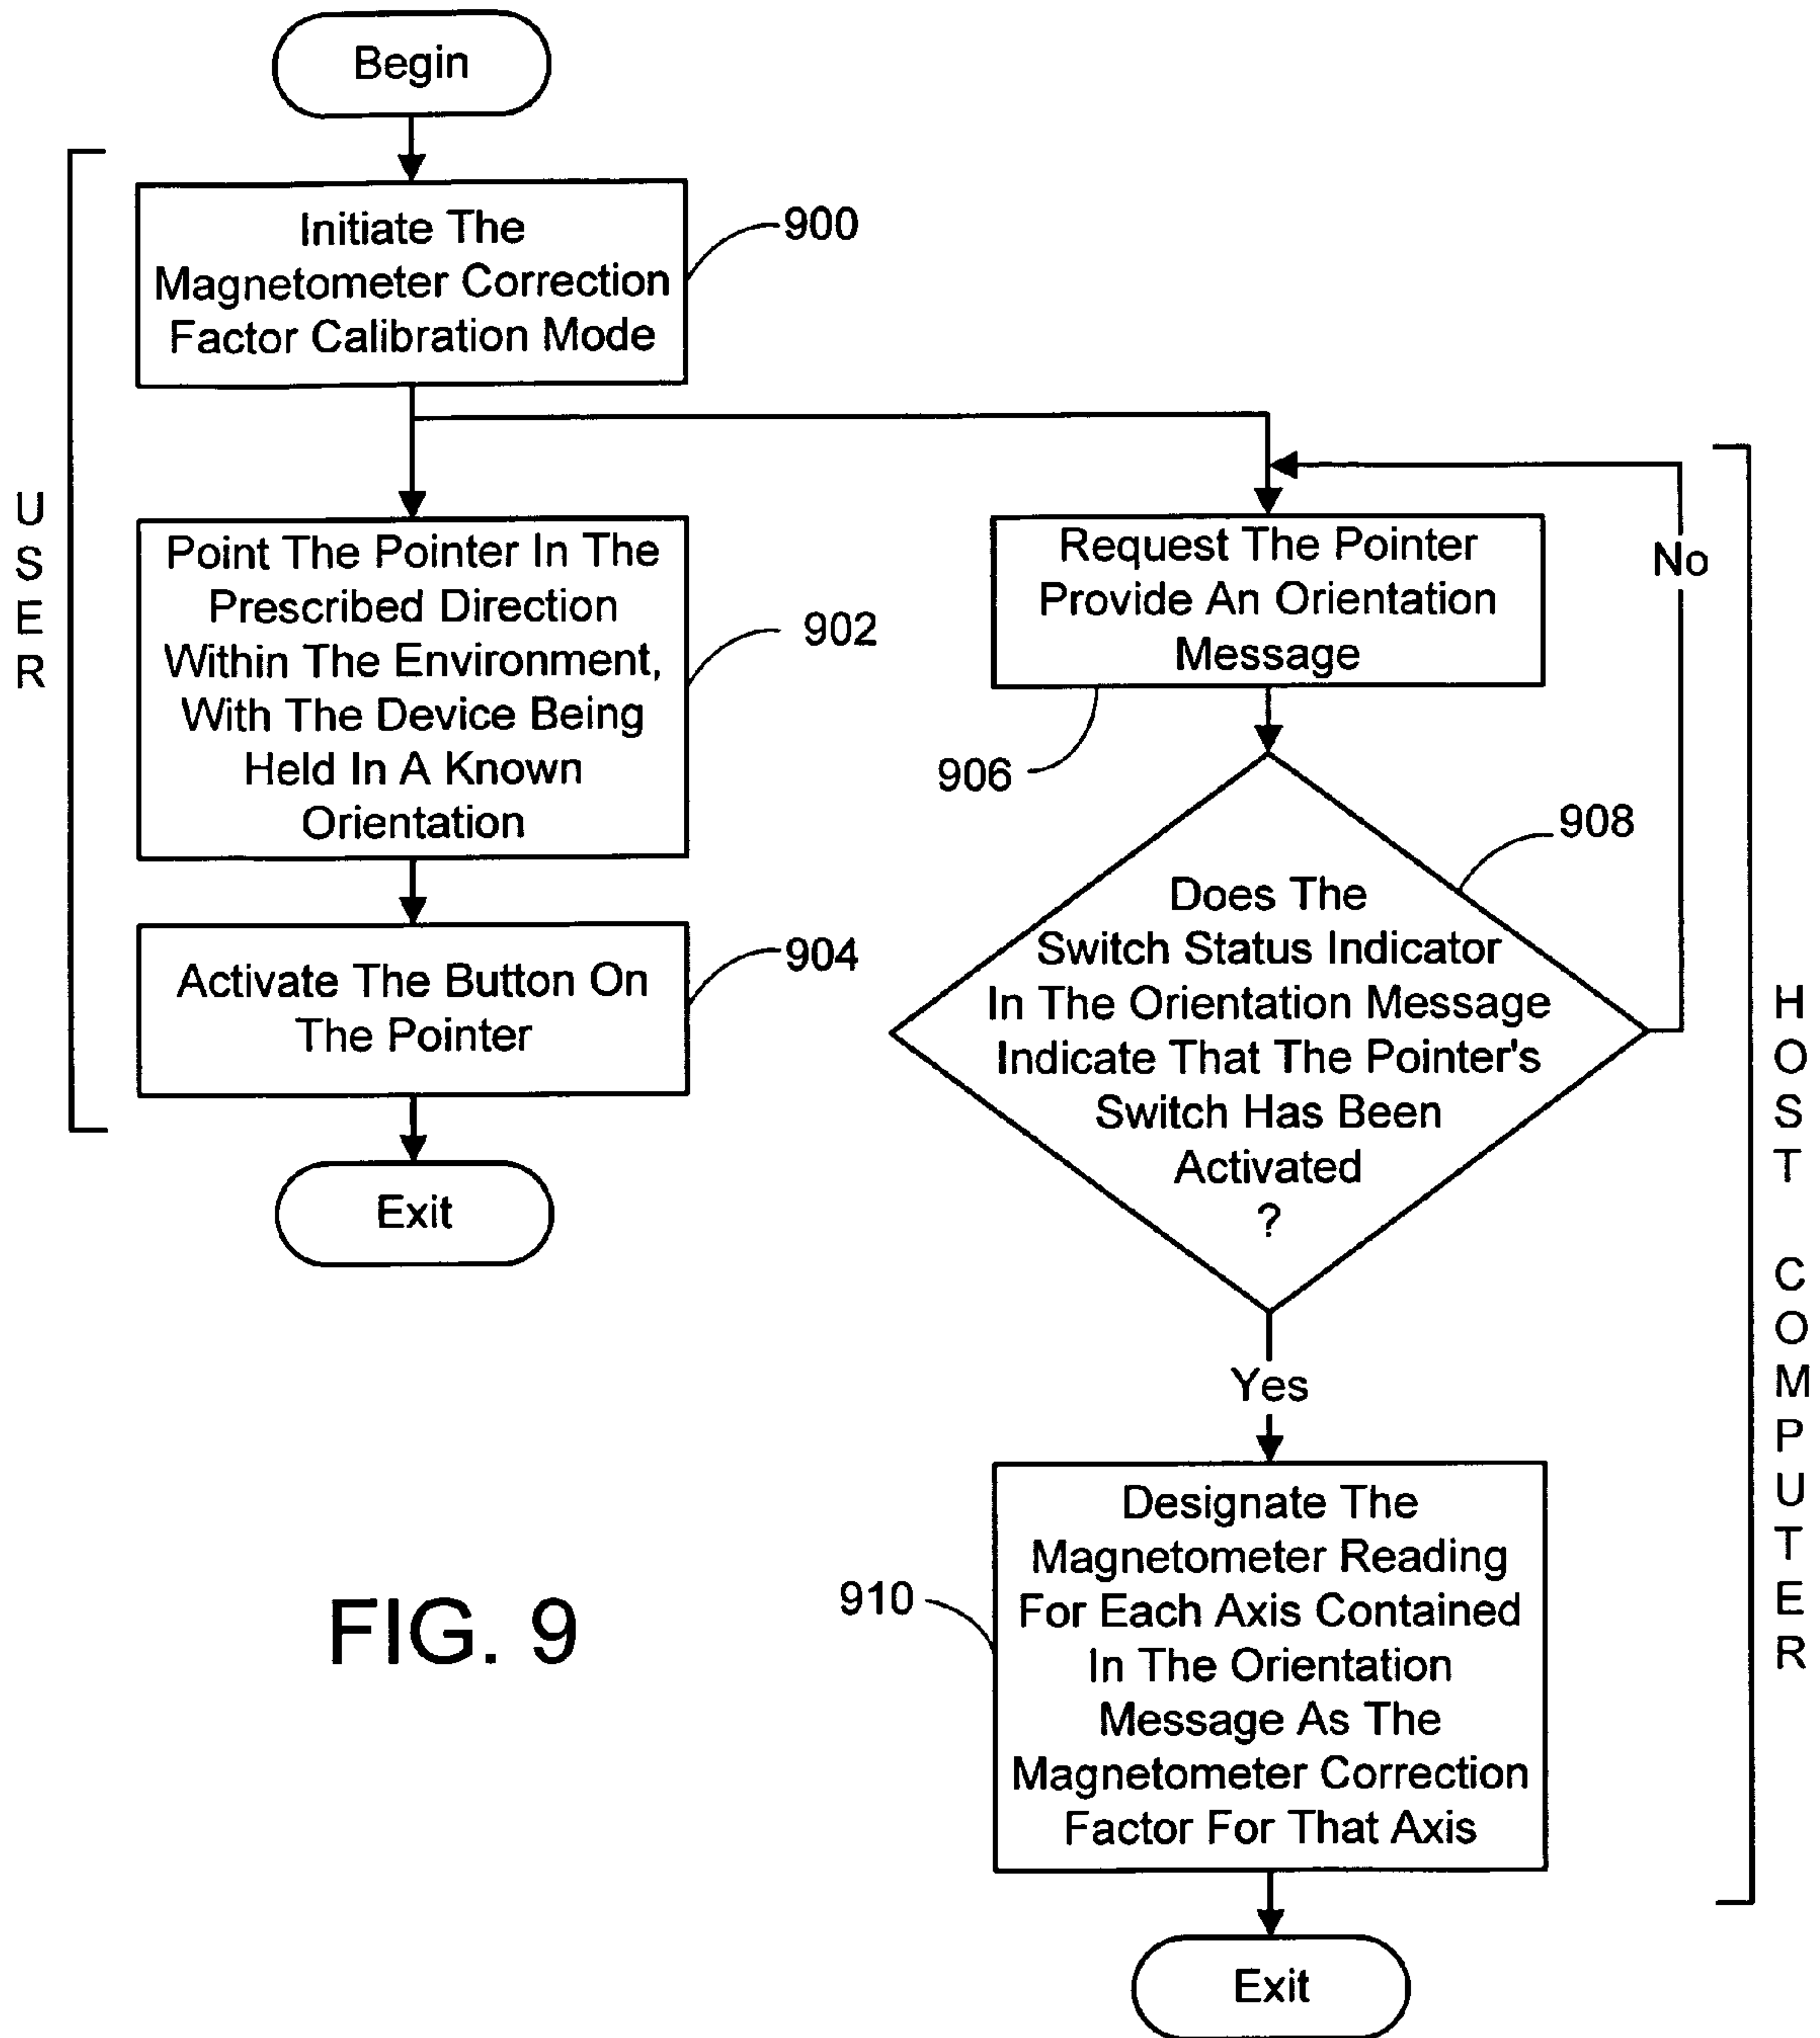 Begin
Initiate The
Magnetometer Correction
Factor Calibration Mode
900
USER
Point The Pointer In The
Prescribed Direction
Within The Environment,
With The Device Being
Held In A Known
Orientation
902
Activate The Button On
The Pointer
904
Exit
Request The Pointer
Provide An Orientation
Message
906
No
Does The
Switch Status Indicator
In The Orientation Message
Indicate That The Pointer's
Switch Has Been
Activated
?
908
Yes
Designate The
Magnetometer Reading
For Each Axis Contained
In The Orientation
Message As The
Magnetometer Correction
Factor For That Axis
910
HOST COMPUTER
Exit
FIG. 9